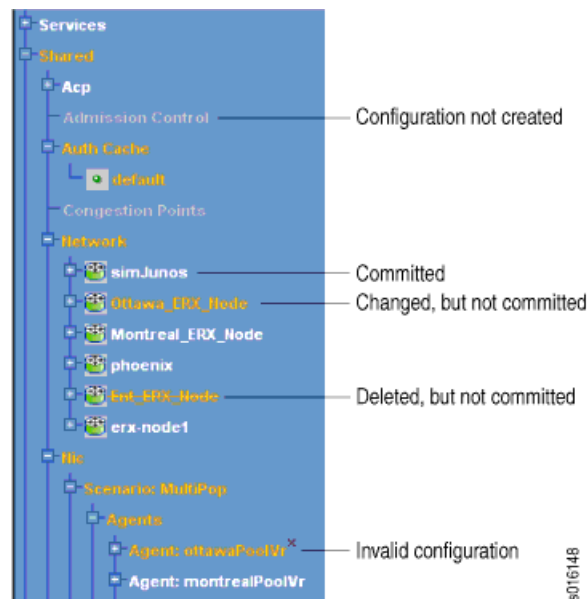 Services
Shared
Acp
Admission Control Configuration not created
Auth Cache
default
Congestion Points
Network
simJunos Committed
Ottawa_ERX_Node Changed, but not committed
Montreal_ERX_Node
phoenix
Ent_ERX_Node Deleted, but not committed
erx-node1
Nic
Scenario: MultiPop
Agents
Agent: ottawaPoolVr× Invalid configuration
Agent: montrealPoolVr
s016148